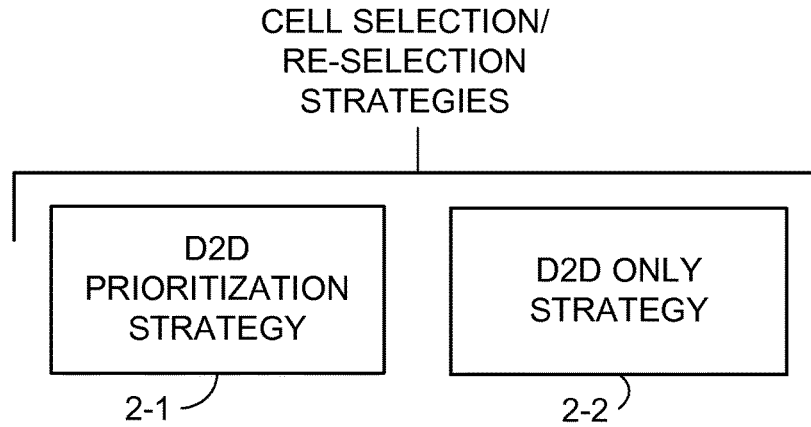 CELL SELECTION/
RE-SELECTION
STRATEGIES
D2D
PRIORITIZATION
STRATEGY
D2D ONLY
STRATEGY
2-1
2-2